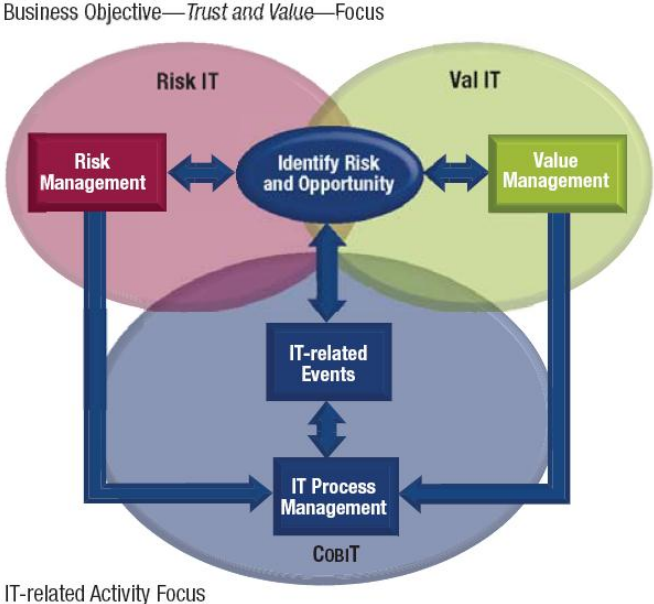 Business Objective—Trust and Value—Focus
Risk IT
Val IT
Risk
Management
Identify Risk
and Opportunity
Value
Management
IT-related
Events
IT Process
Management
COBIT
IT-related Activity Focus